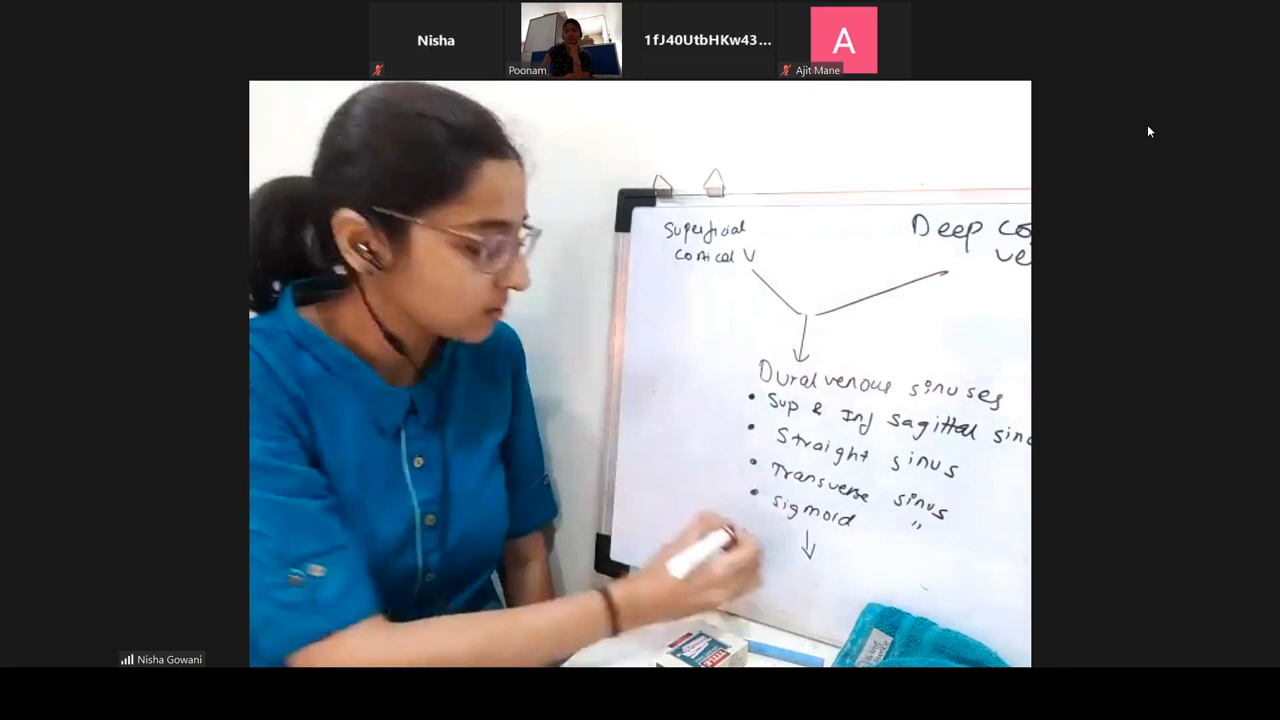 Nisha
1fJ40UtbHKw43...
A
Poonam
Ajit Mane
Superficial
Cortical V
Deep co
ve
Dural venous sinuses
• Sup & Inf sagittal sinu
• Straight sinus
• Transverse sinus
• Sigmoid "
Nisha Gowani